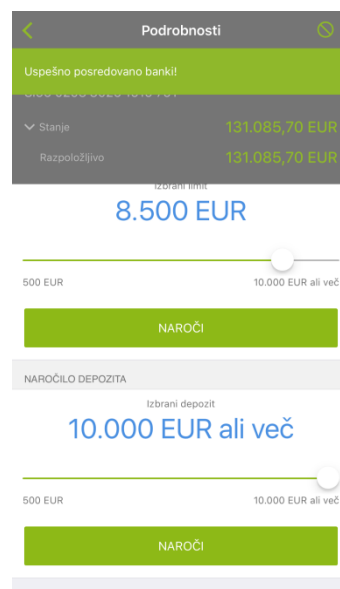 Podrobnosti
Uspešno posredovano banki!
Stanje 131.085,70 EUR
Razpoložljivo 131.085,70 EUR
Izbrani limit
8.500 EUR
500 EUR 10.000 EUR ali več
NAROČI
NAROČILO DEPOZITA
Izbrani depozit
10.000 EUR ali več
500 EUR 10.000 EUR ali več
NAROČI